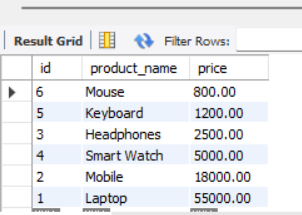 Result Grid Filter Rows:
id product_name price
6 Mouse 800.00
5 Keyboard 1200.00
3 Headphones 2500.00
4 Smart Watch 5000.00
2 Mobile 18000.00
1 Laptop 55000.00